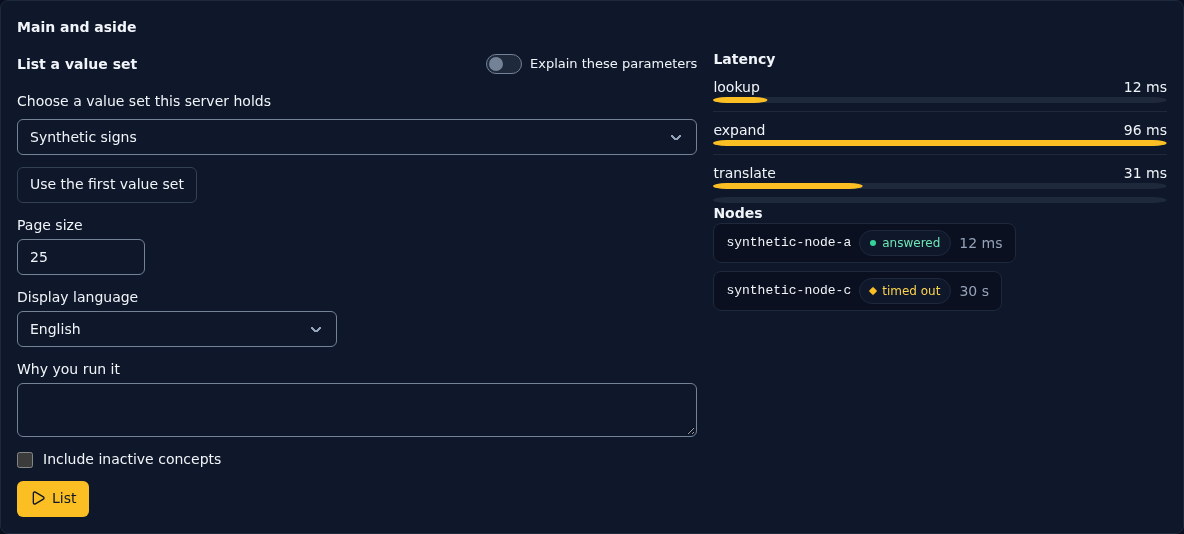 Main and aside
List a value set
Explain these parameters
Choose a value set this server holds
Synthetic signs
Use the first value set
Page size
25
Display language
English
Why you run it
Include inactive concepts
List
Latency
lookup 12 ms
expand 96 ms
translate 31 ms
Nodes
synthetic-node-a answered 12 ms
synthetic-node-c timed out 30 s